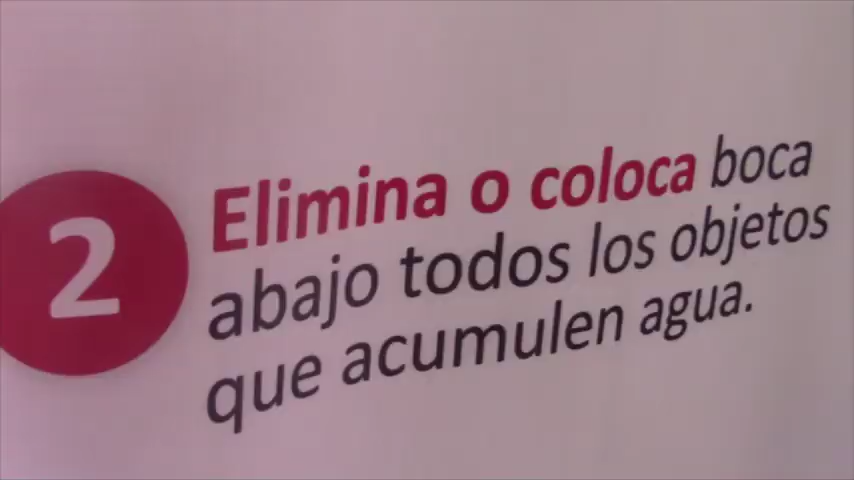 2
Elimina o coloca boca
abajo todos los objetos
que acumulen agua.